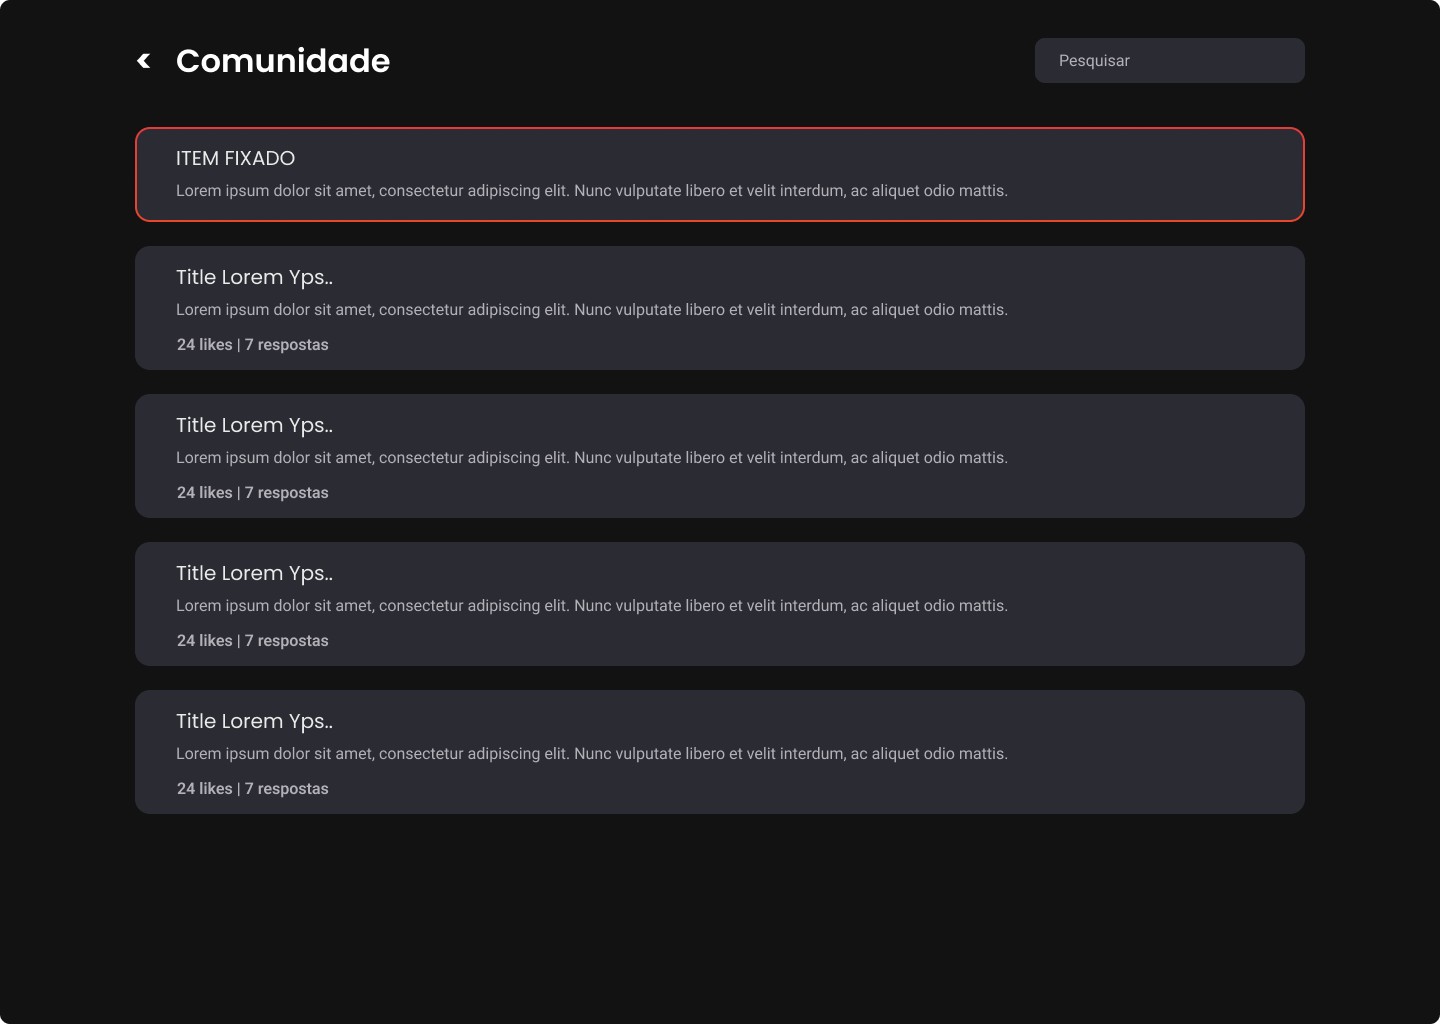 Comunidade
Pesquisar
ITEM FIXADO
Lorem ipsum dolor sit amet, consectetur adipiscing elit. Nunc vulputate libero et velit interdum, ac aliquet odio mattis.
Title Lorem Yps..
Lorem ipsum dolor sit amet, consectetur adipiscing elit. Nunc vulputate libero et velit interdum, ac aliquet odio mattis.
24 likes | 7 respostas
Title Lorem Yps..
Lorem ipsum dolor sit amet, consectetur adipiscing elit. Nunc vulputate libero et velit interdum, ac aliquet odio mattis.
24 likes | 7 respostas
Title Lorem Yps..
Lorem ipsum dolor sit amet, consectetur adipiscing elit. Nunc vulputate libero et velit interdum, ac aliquet odio mattis.
24 likes | 7 respostas
Title Lorem Yps..
Lorem ipsum dolor sit amet, consectetur adipiscing elit. Nunc vulputate libero et velit interdum, ac aliquet odio mattis.
24 likes | 7 respostas